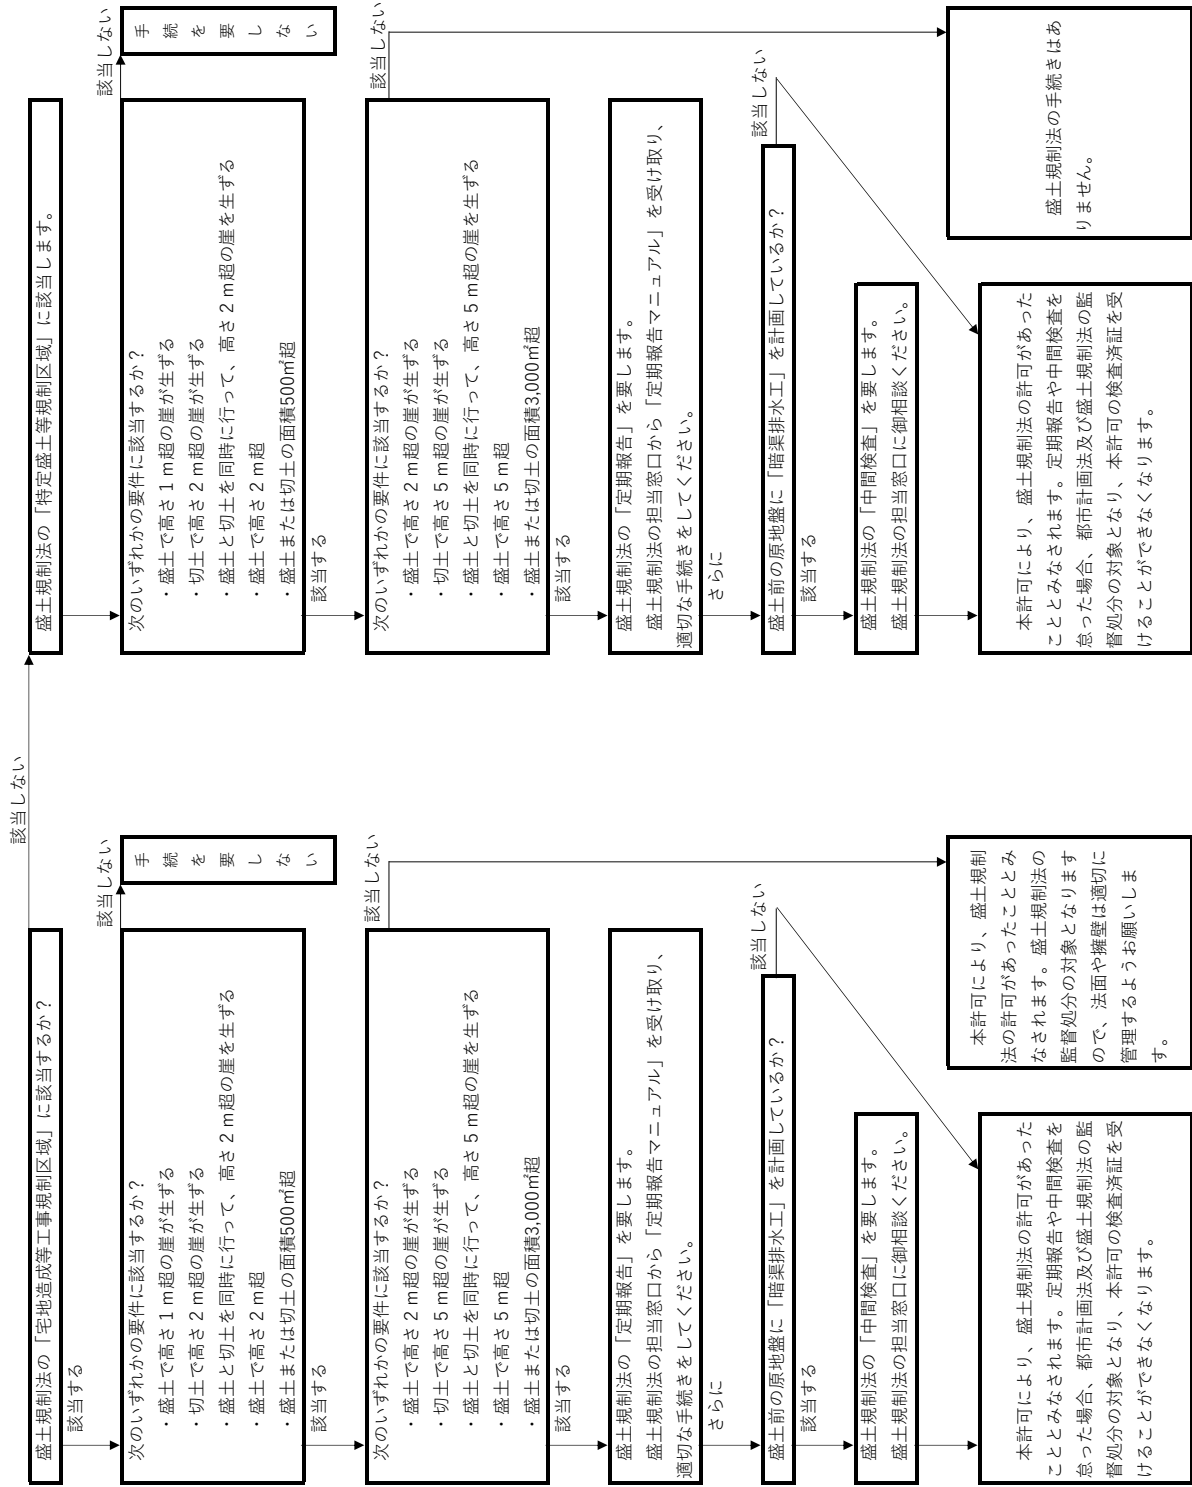 盛土規制法の「宅地造成等工事規制区域」に該当するか？
該当しない
該当する
次のいずれかの要件に該当するか？
・盛土で高さ１ｍ超の崖が生ずる
・切土で高さ２ｍ超の崖が生ずる
・盛土と切土を同時に行って、高さ２ｍ超の崖を生ずる
・盛土で高さ２ｍ超
・盛土または切土の面積500㎡超
該当しない
手続を要しない
該当する
次のいずれかの要件に該当するか？
・盛土で高さ２ｍ超の崖が生ずる
・切土で高さ５ｍ超の崖が生ずる
・盛土と切土を同時に行って、高さ５ｍ超の崖を生ずる
・盛土で高さ５ｍ超
・盛土または切土の面積3,000㎡超
該当しない
該当する
盛土規制法の「定期報告」を要します。
盛土規制法の担当窓口から「定期報告マニュアル」を受け取り、
適切な手続きをしてください。
さらに
盛土前の原地盤に「暗渠排水工」を計画しているか？
該当しない
該当する
盛土規制法の「中間検査」を要します。
盛土規制法の担当窓口に御相談ください。
本許可により、盛土規制法の許可があった
こととみなされます。定期報告や中間検査を
怠った場合、都市計画法及び盛土規制法の監
督処分の対象となり、本許可の検査済証を受
けることができなくなります。
本許可により、盛土規制
法の許可があったこととみ
なされます。盛土規制法の
監督処分の対象となります
ので、法面や擁壁は適切に
管理するようお願いしま
す。
盛土規制法の「特定盛土等規制区域」に該当します。
次のいずれかの要件に該当するか？
・盛土で高さ１ｍ超の崖が生ずる
・切土で高さ２ｍ超の崖が生ずる
・盛土と切土を同時に行って、高さ２ｍ超の崖を生ずる
・盛土で高さ２ｍ超
・盛土または切土の面積500㎡超
該当しない
手続を要しない
該当する
次のいずれかの要件に該当するか？
・盛土で高さ２ｍ超の崖が生ずる
・切土で高さ５ｍ超の崖が生ずる
・盛土と切土を同時に行って、高さ５ｍ超の崖を生ずる
・盛土で高さ５ｍ超
・盛土または切土の面積3,000㎡超
該当しない
該当する
盛土規制法の「定期報告」を要します。
盛土規制法の担当窓口から「定期報告マニュアル」を受け取り、
適切な手続きをしてください。
さらに
盛土前の原地盤に「暗渠排水工」を計画しているか？
該当しない
該当する
盛土規制法の「中間検査」を要します。
盛土規制法の担当窓口に御相談ください。
本許可により、盛土規制法の許可があった
こととみなされます。定期報告や中間検査を
怠った場合、都市計画法及び盛土規制法の監
督処分の対象となり、本許可の検査済証を受
けることができなくなります。
盛土規制法の手続きはあ
りません。